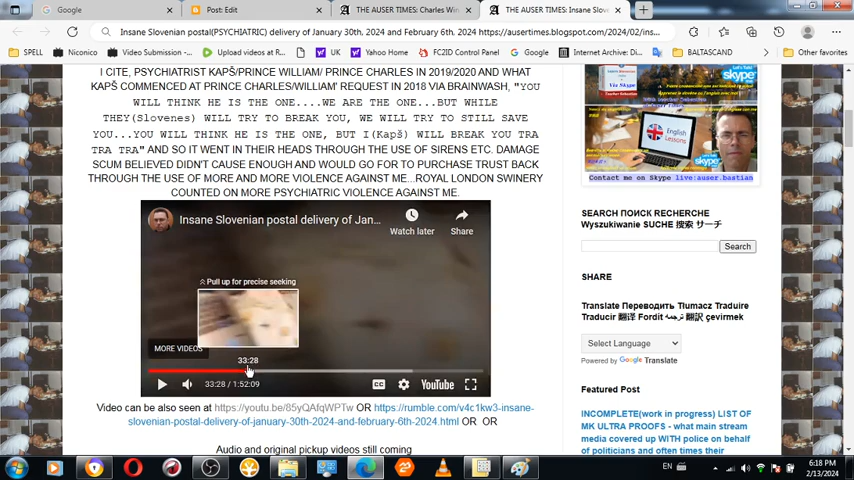 Google
Post: Edit
THE AUSER TIMES: Charles Win
THE AUSER TIMES: Insane Slov
Insane Slovenian postal(PSYCHIATRIC) delivery of January 30th, 2024 and February 6th. 2024 https://ausertimes.blogspot.com/2024/02/ins...
SPELL
Niconico
Video Submission -...
Upload videos at R...
UK
Yahoo Home
FC2ID Control Panel
Google
Internet Archive: Di...
BALTASCAND
Other favorites
I CITE, PSYCHIATRIST KAPŠ/PRINCE WILLIAM/ PRINCE CHARLES IN 2019/2020 AND WHAT
KAPŠ COMMENCED AT PRINCE CHARLES/WILLIAM' REQUEST IN 2018 VIA BRAINWASH, "YOU
WILL THINK HE IS THE ONE....WE ARE THE ONE...BUT WHILE
THEY(Slovenes) WILL TRY TO BREAK YOU, WE WILL TRY TO STILL SAVE
YOU...YOU WILL THINK HE IS THE ONE, BUT I(Kapš) WILL BREAK YOU TRA
TRA TRA" AND SO IT WENT IN THEIR HEADS THROUGH THE USE OF SIRENS ETC. DAMAGE
SCUM BELIEVED DIDN'T CAUSE ENOUGH AND WOULD GO FOR TO PURCHASE TRUST BACK
THROUGH THE USE OF MORE AND MORE VIOLENCE AGAINST ME...ROYAL LONDON SWINERY
COUNTED ON MORE PSYCHIATRIC VIOLENCE AGAINST ME.
Insane Slovenian postal delivery of Jan...
Watch later
Share
Pull up for precise seeking
MORE VIDEOS
33:28
33:28 / 1:52:09
CC
YouTube
Video can be also seen at https://youtu.be/85yQAfqWPTw OR https://rumble.com/v4c1kw3-insane-
slovenian-postal-delivery-of-january-30th-2024-and-february-6th-2024.html OR OR
Audio and original pickup videos still coming
Let's Talk
skype
Via Skype
English
Lessons
Contact me on Skype live:auser.bastian
SEARCH ПОИСК RECHERCHE
Wyszukiwanie SUCHE 搜索 サーチ
Search
SHARE
Translate Переводить Tłumacz Traduire
Traducir 翻译 Fordít ترجمه 翻訳 çevirmek
Select Language
Powered by Google Translate
Featured Post
INCOMPLETE(work in progress) LIST OF
MK ULTRA PROOFS - what main stream
media covered up WITH police on behalf
of politicians and often times their
EN
6:18 PM
2/13/2024